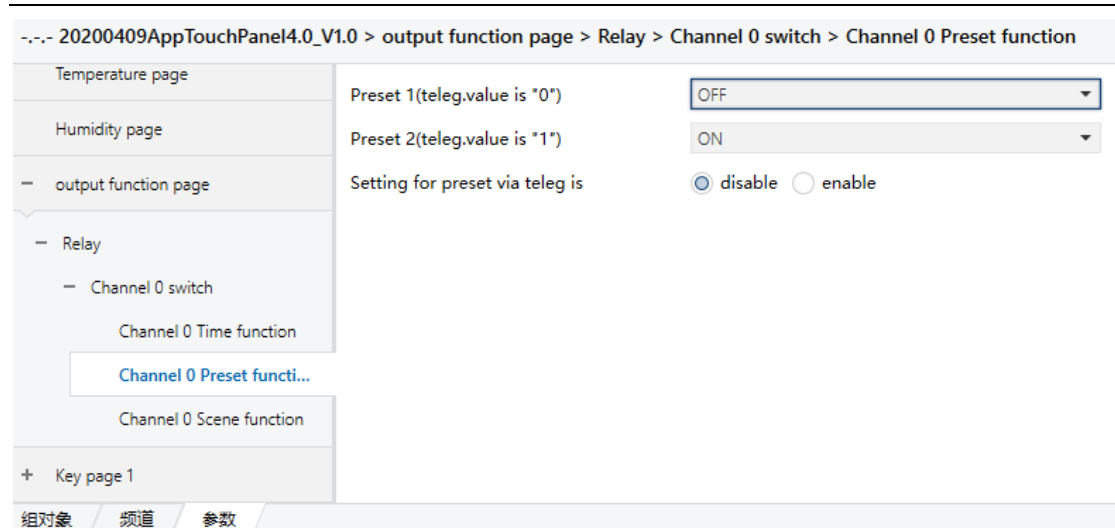 -.-.- 20200409AppTouchPanel4.0_V1.0 > output function page > Relay > Channel 0 switch > Channel 0 Preset function
Temperature page
Humidity page
output function page
Relay
Channel 0 switch
Channel 0 Time function
Channel 0 Preset functi...
Channel 0 Scene function
Key page 1
Preset 1(teleg.value is "0") OFF
Preset 2(teleg.value is "1") ON
Setting for preset via teleg is disable enable
组对象 频道 参数